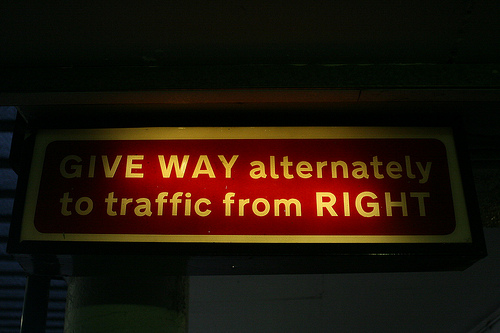 GIVE WAY alternately
to traffic from RIGHT